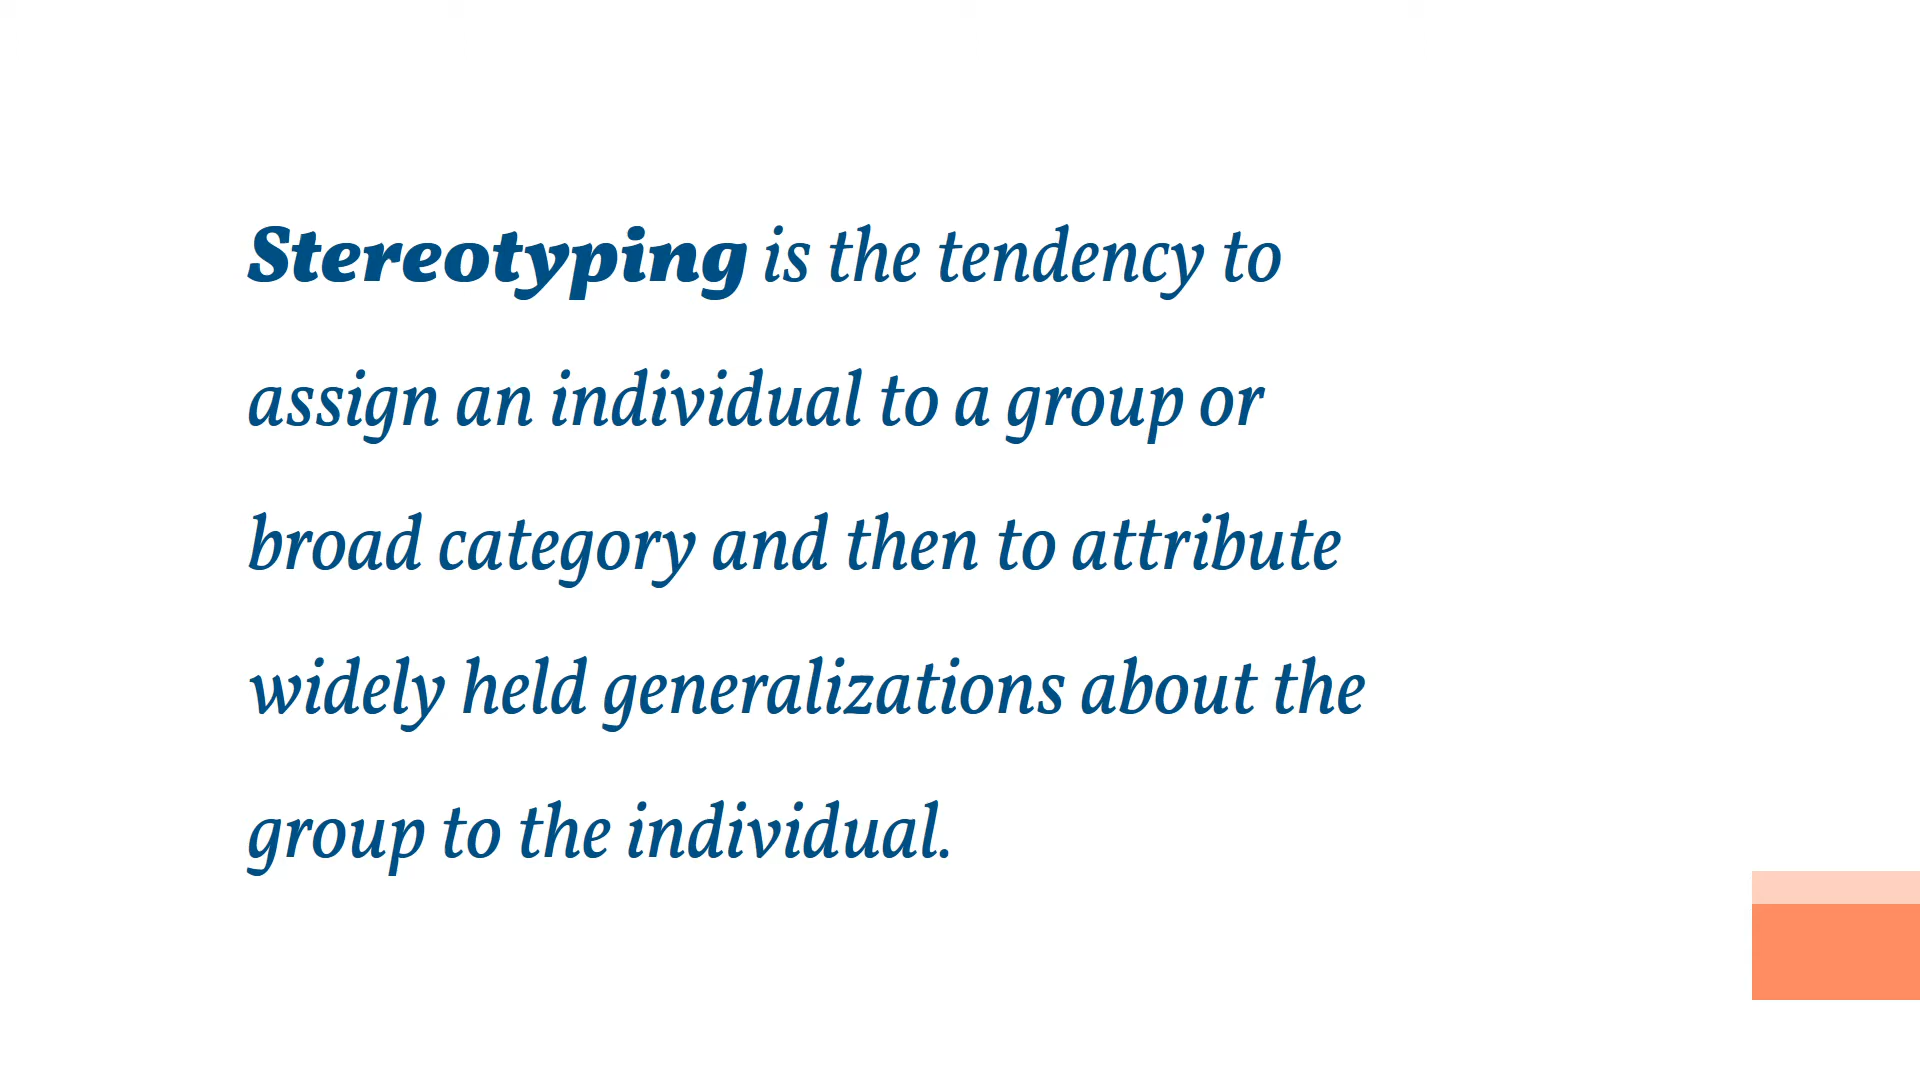 Stereotyping is the tendency to
assign an individual to a group or
broad category and then to attribute
widely held generalizations about the
group to the individual.